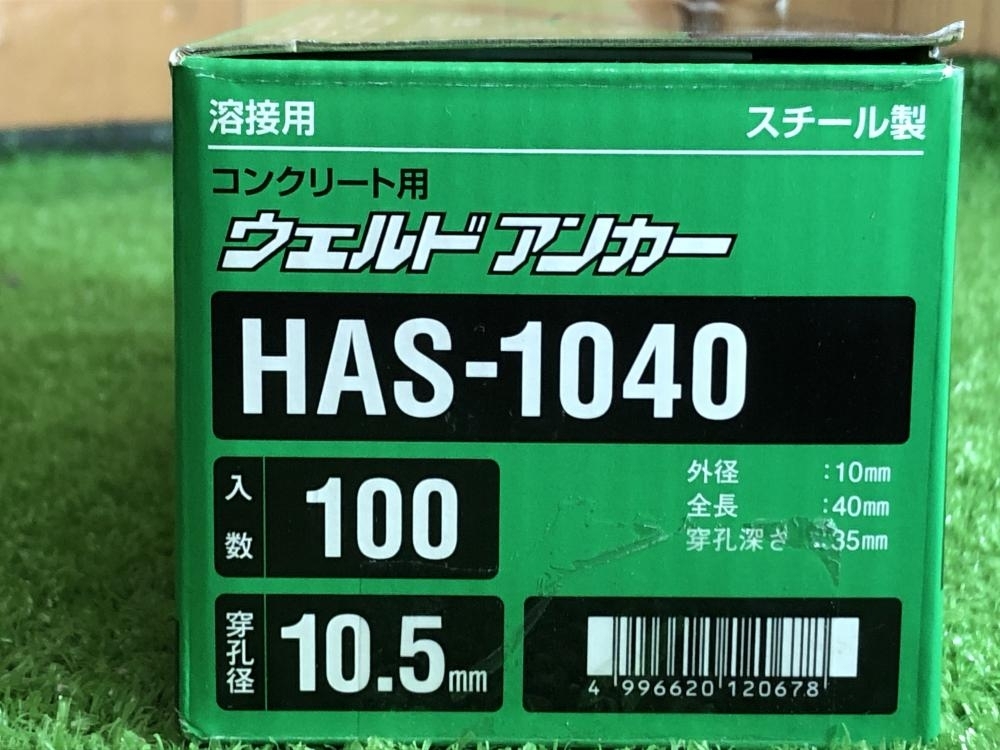 溶接用 スチール製
コンクリート用
ウェルドアンカー
HAS-1040
入数 100
外径 :10mm
全長 :40mm
穿孔深さ :35mm
穿孔径 10.5mm
4 996620 120678